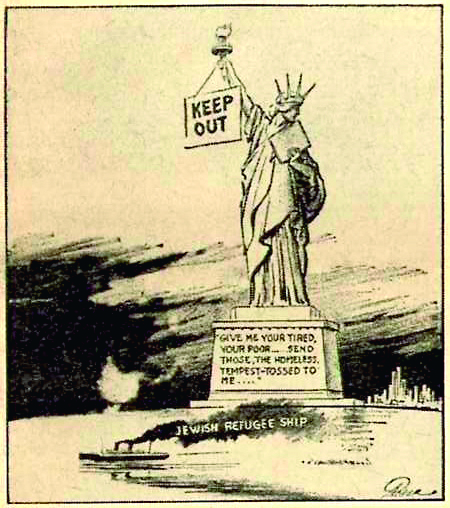 KEEP
OUT
"GIVE ME YOUR TIRED,
YOUR POOR.... SEND
THOSE, THE HOMELESS,
TEMPEST-TOSSED TO
ME...."
JEWISH REFUGEE SHIP